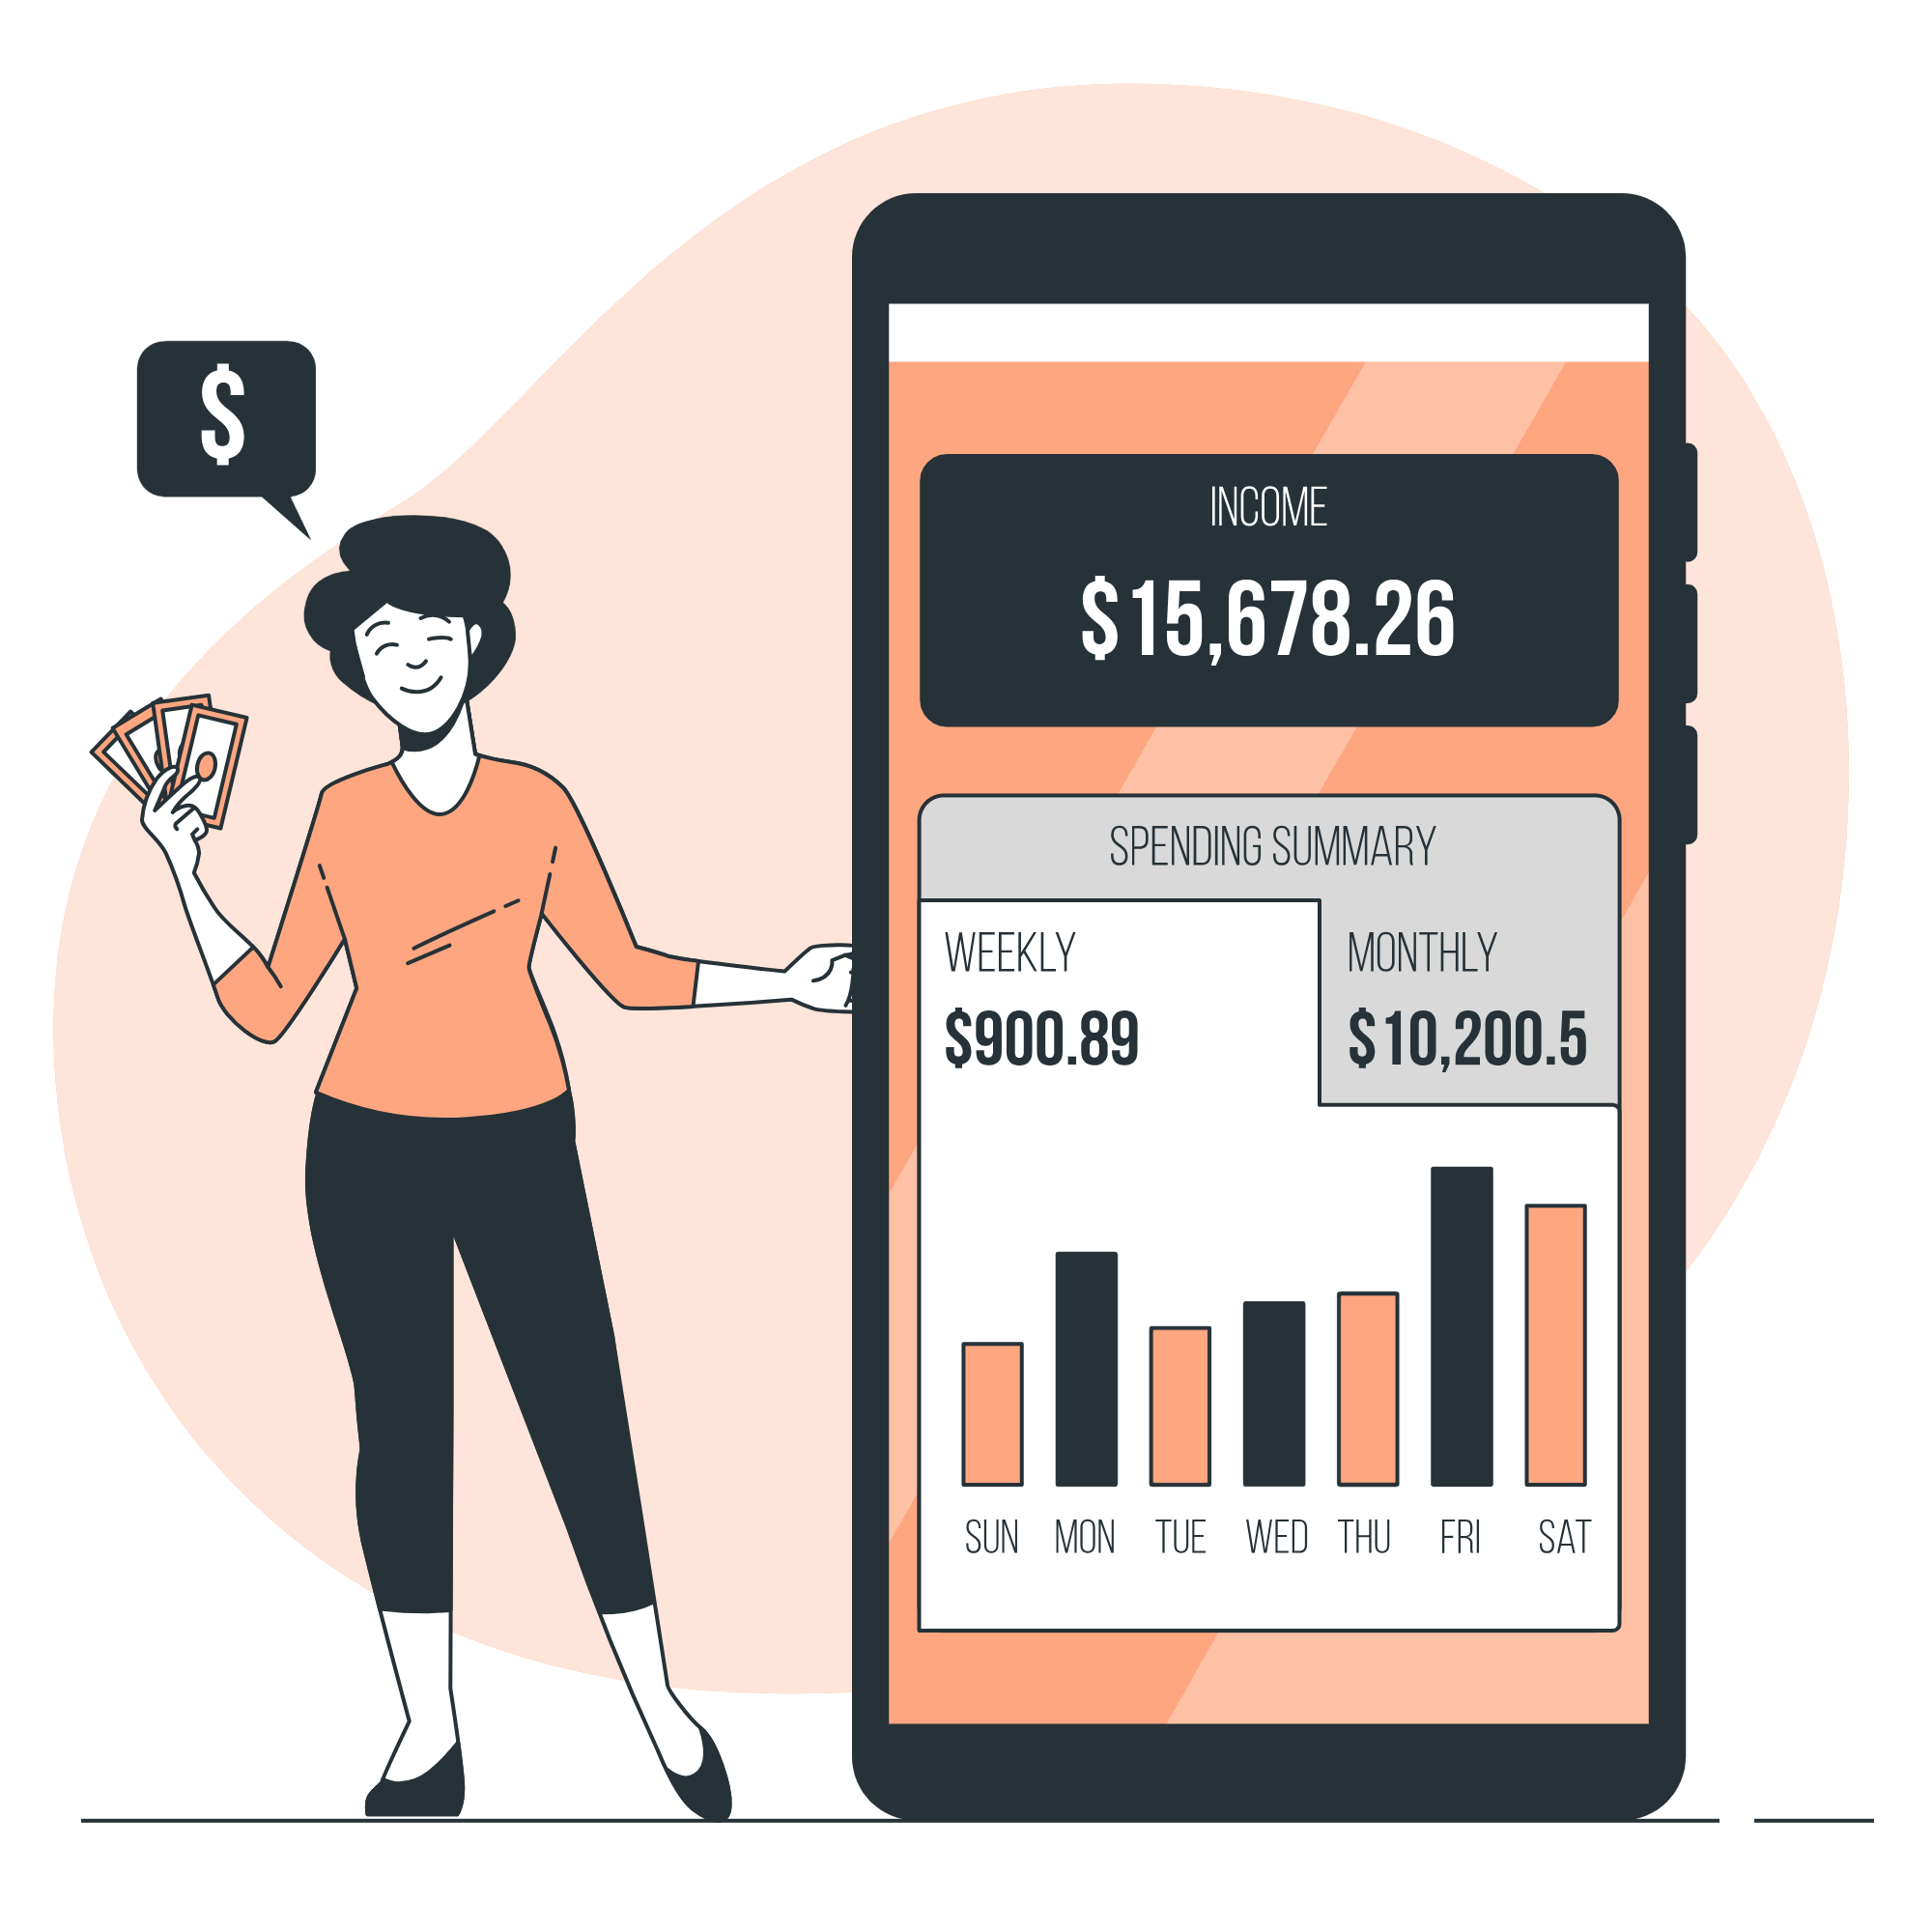 $
INCOME
$15,678.26
SPENDING SUMMARY
WEEKLY
$900.89
MONTHLY
$10,200.5
SUN MON TUE WED THU FRI SAT